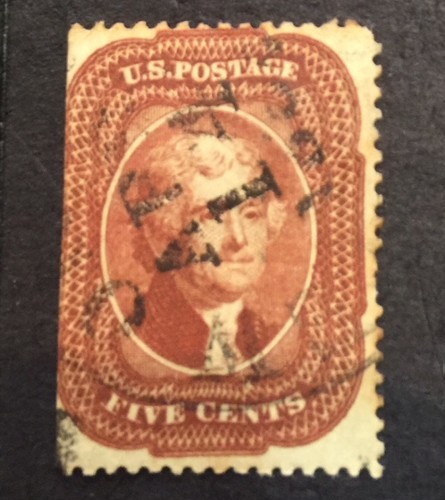 U.S. POSTAGE
PAID
FIVE CENTS